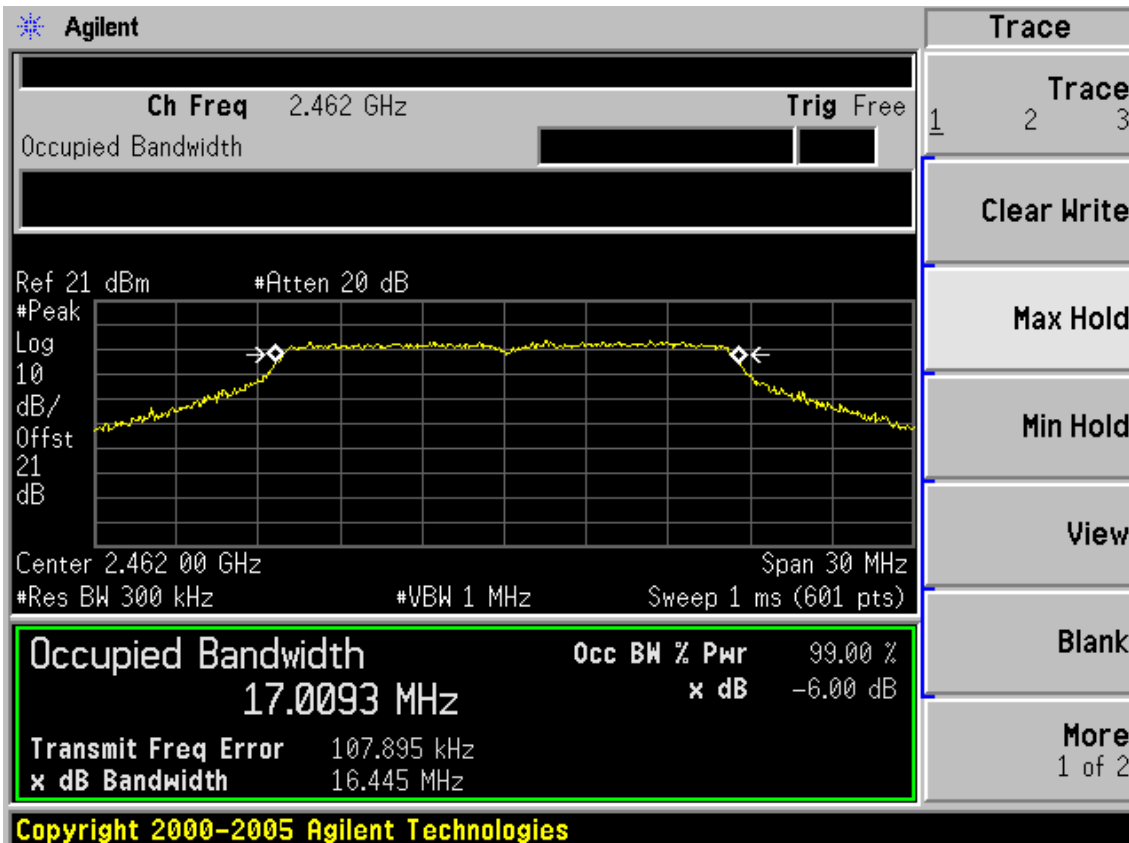 Agilent
Trace
Ch Freq 2.462 GHz Trig Free
Occupied Bandwidth
Trace
1 2 3
Clear Write
Max Hold
Min Hold
View
Blank
More
1 of 2
Ref 21 dBm #Atten 20 dB
#Peak
Log
10
dB/
Offst
21
dB
Center 2.462 00 GHz Span 30 MHz
#Res BW 300 kHz #VBW 1 MHz Sweep 1 ms (601 pts)
Occupied Bandwidth Occ BW % Pwr 99.00 %
17.0093 MHz x dB -6.00 dB
Transmit Freq Error 107.895 kHz
x dB Bandwidth 16.445 MHz
Copyright 2000-2005 Agilent Technologies